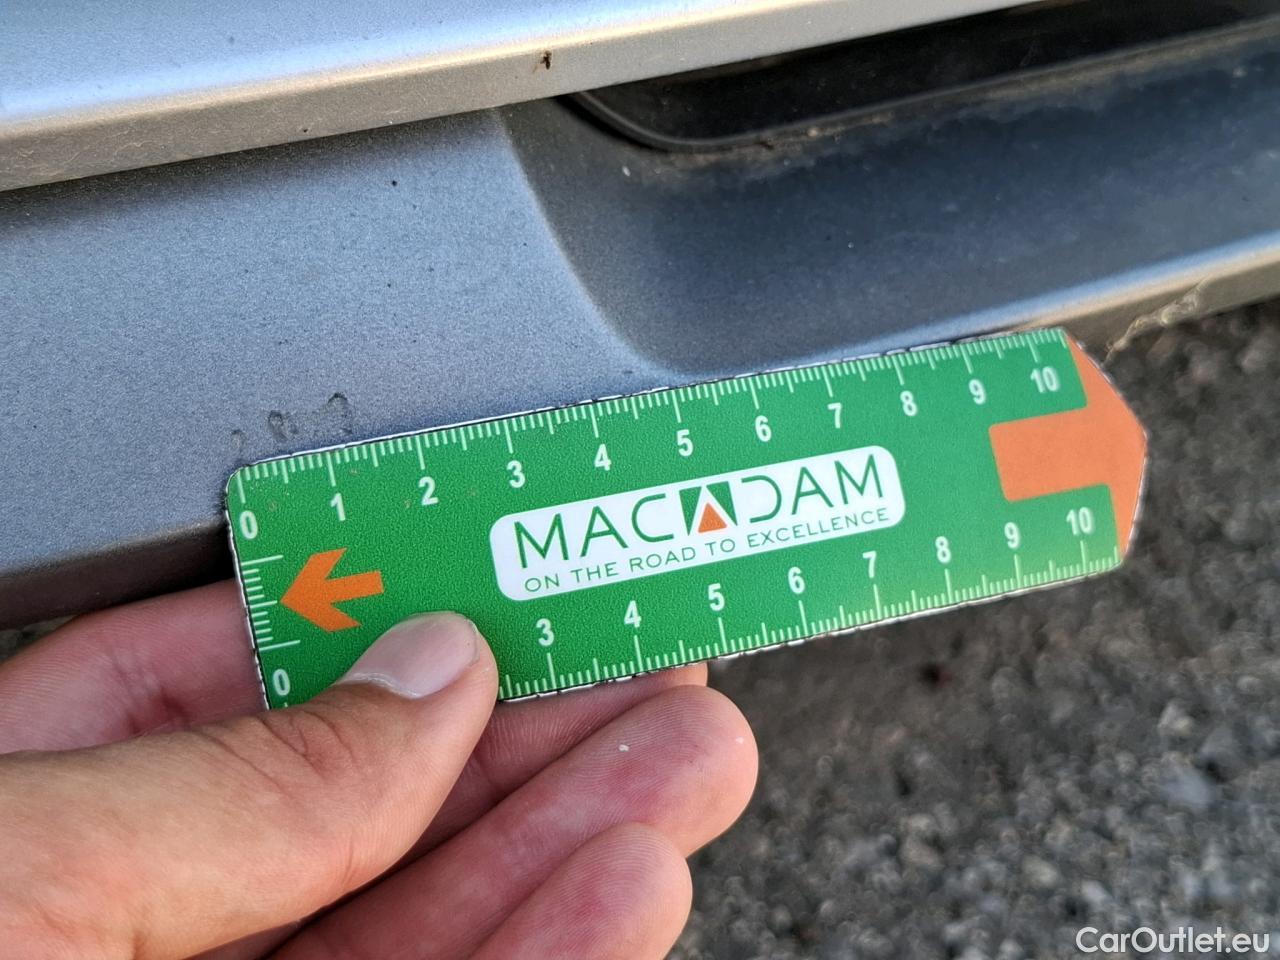 0 1 2 3 4 5 6 7 8 9 10
MACADAM
ON THE ROAD TO EXCELLENCE
0 3 4 5 6 7 8 9 10
CarOutlet.eu